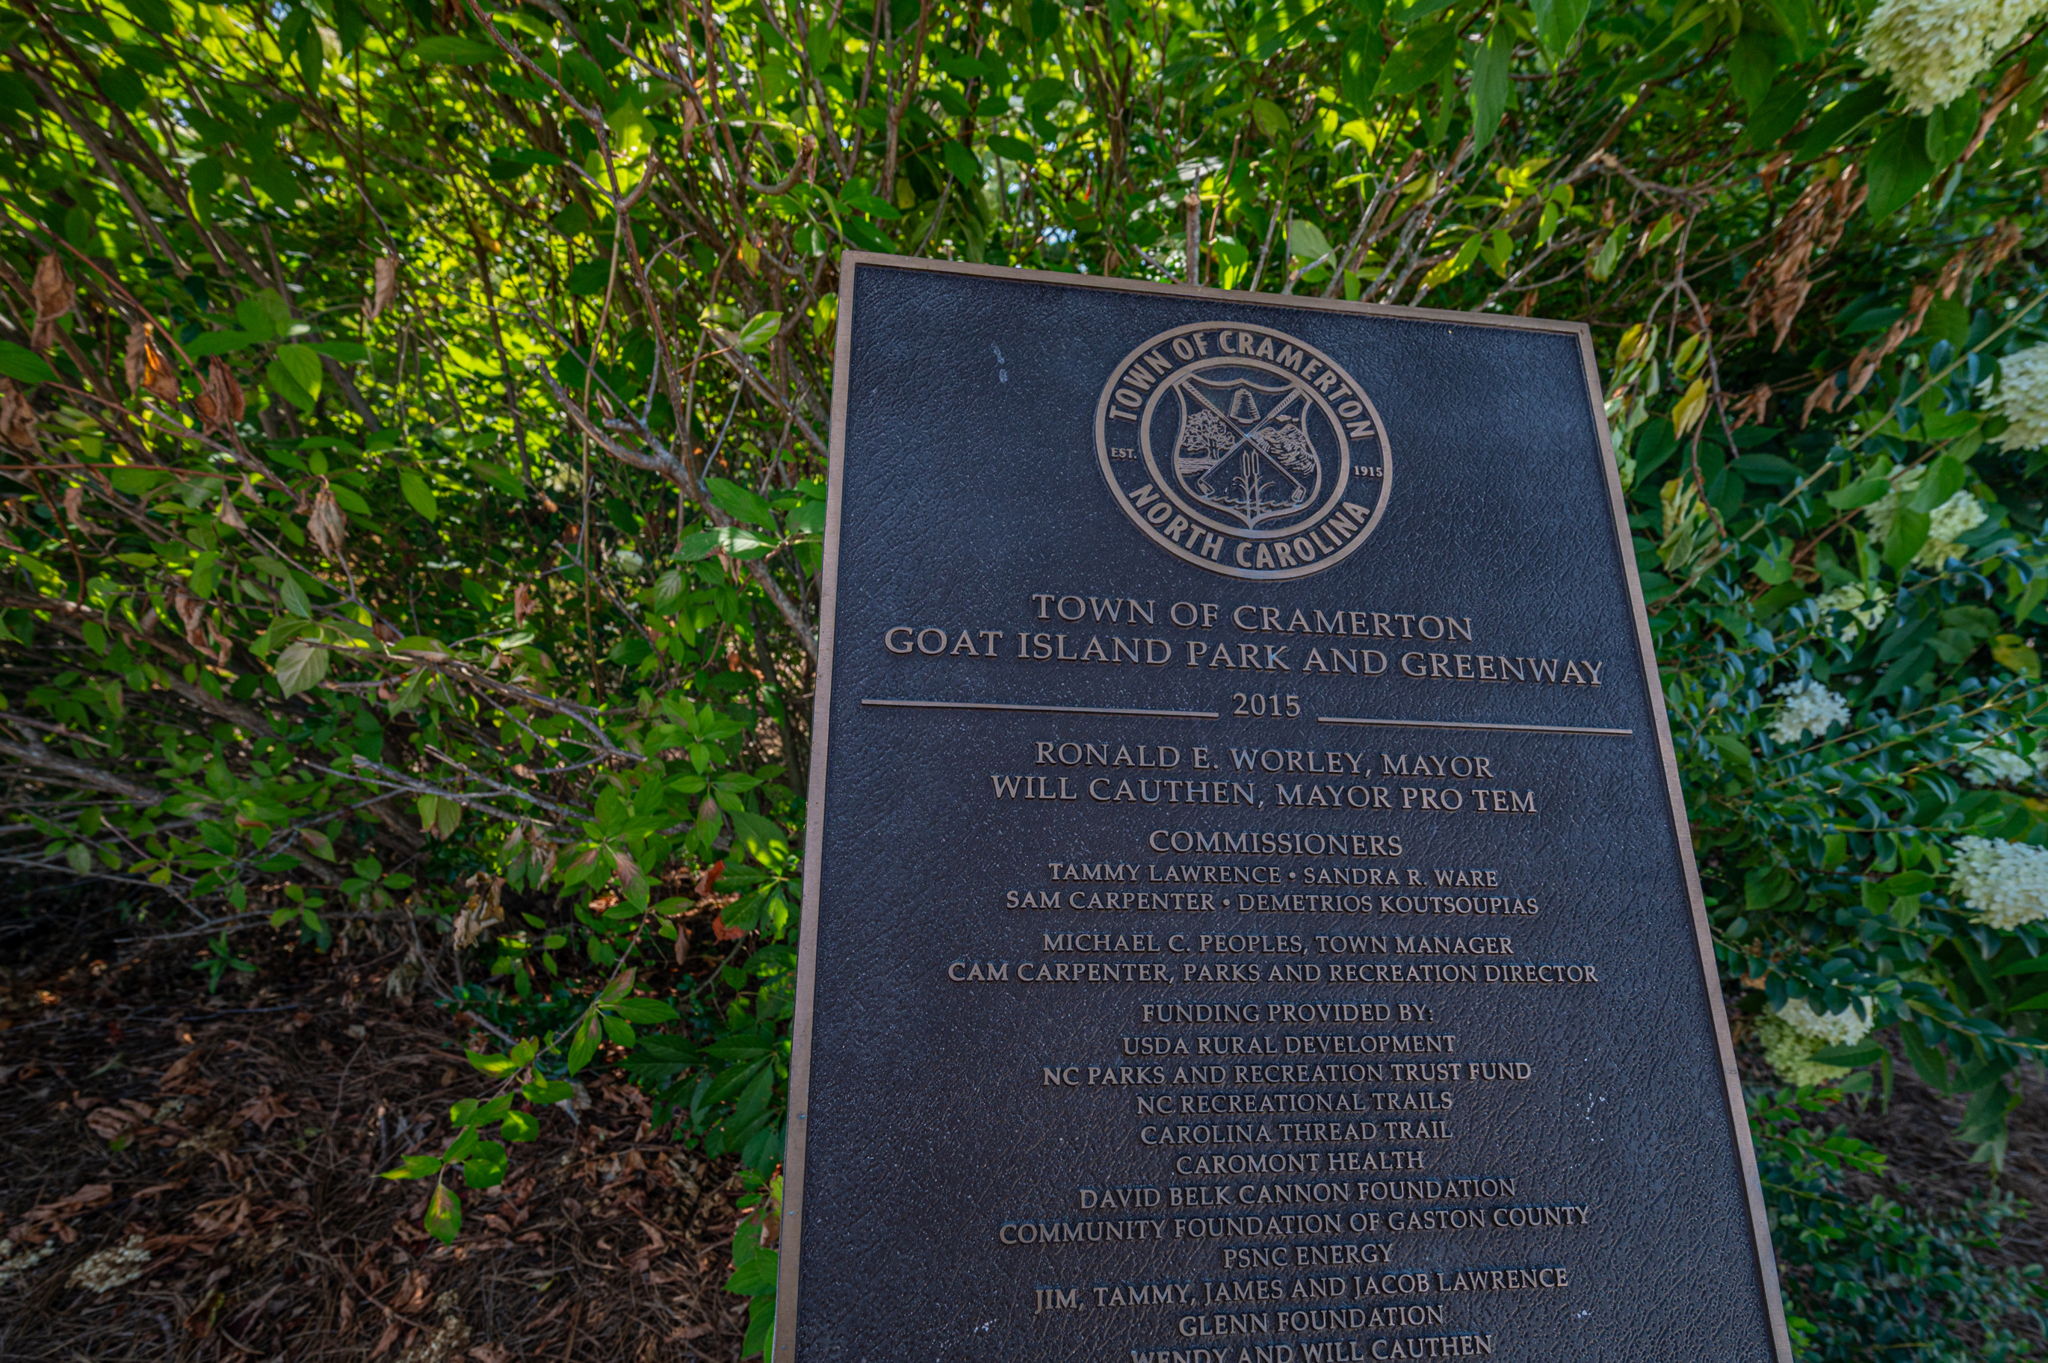 TOWN OF CRAMERTON
EST. 1915
NORTH CAROLINA
TOWN OF CRAMERTON
GOAT ISLAND PARK AND GREENWAY
2015
RONALD E. WORLEY, MAYOR
WILL CAUTHEN, MAYOR PRO TEM
COMMISSIONERS
TAMMY LAWRENCE • SANDRA R. WARE
SAM CARPENTER • DEMETRIOS KOUTSOUPIAS
MICHAEL C. PEOPLES, TOWN MANAGER
CAM CARPENTER, PARKS AND RECREATION DIRECTOR
FUNDING PROVIDED BY:
USDA RURAL DEVELOPMENT
NC PARKS AND RECREATION TRUST FUND
NC RECREATIONAL TRAILS
CAROLINA THREAD TRAIL
CAROMONT HEALTH
DAVID BELK CANNON FOUNDATION
COMMUNITY FOUNDATION OF GASTON COUNTY
PSNC ENERGY
JIM, TAMMY, JAMES AND JACOB LAWRENCE
GLENN FOUNDATION
WENDY AND WILL CAUTHEN